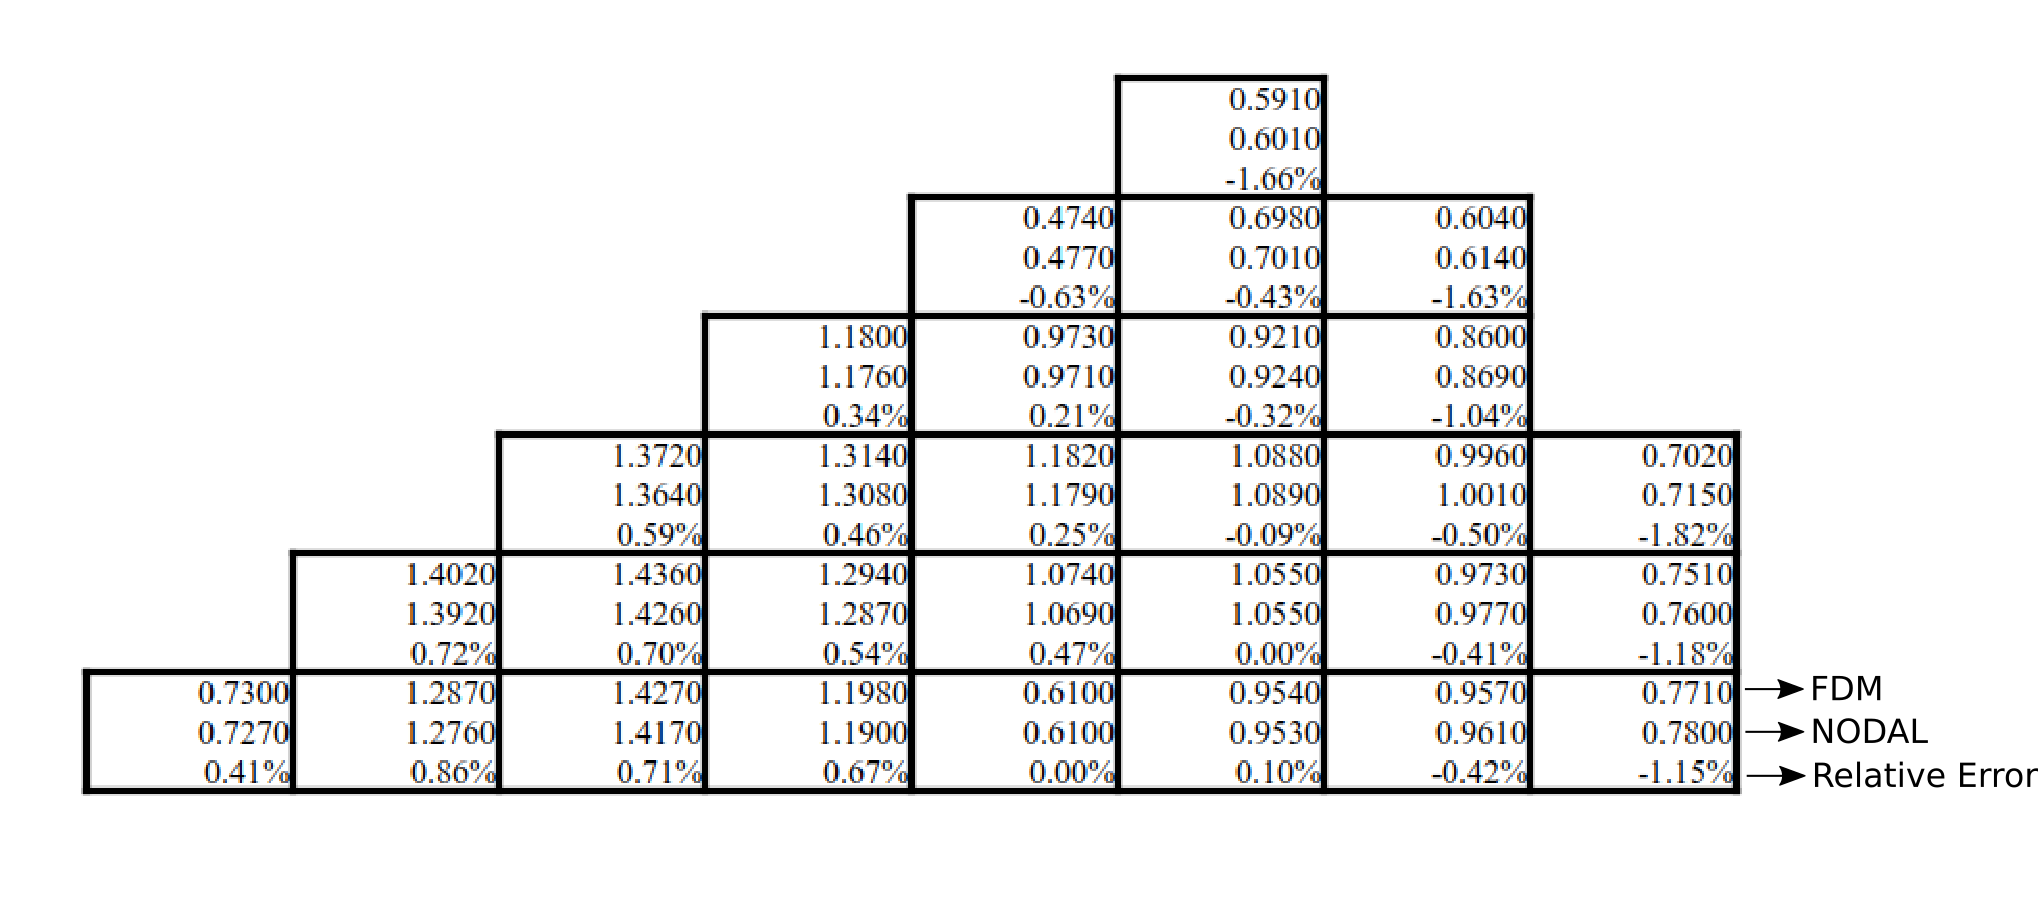 0.5910
0.6010
-1.66%
0.4740 0.6980 0.6040
0.4770 0.7010 0.6140
-0.63% -0.43% -1.63%
1.1800 0.9730 0.9210 0.8600
1.1760 0.9710 0.9240 0.8690
0.34% 0.21% -0.32% -1.04%
1.3720 1.3140 1.1820 1.0880 0.9960 0.7020
1.3640 1.3080 1.1790 1.0890 1.0010 0.7150
0.59% 0.46% 0.25% -0.09% -0.50% -1.82%
1.4020 1.4360 1.2940 1.0740 1.0550 0.9730 0.7510
1.3920 1.4260 1.2870 1.0690 1.0550 0.9770 0.7600
0.72% 0.70% 0.54% 0.47% 0.00% -0.41% -1.18%
0.7300 1.2870 1.4270 1.1980 0.6100 0.9540 0.9570 0.7710 FDM
0.7270 1.2760 1.4170 1.1900 0.6100 0.9530 0.9610 0.7800 NODAL
0.41% 0.86% 0.71% 0.67% 0.00% 0.10% -0.42% -1.15% Relative Error